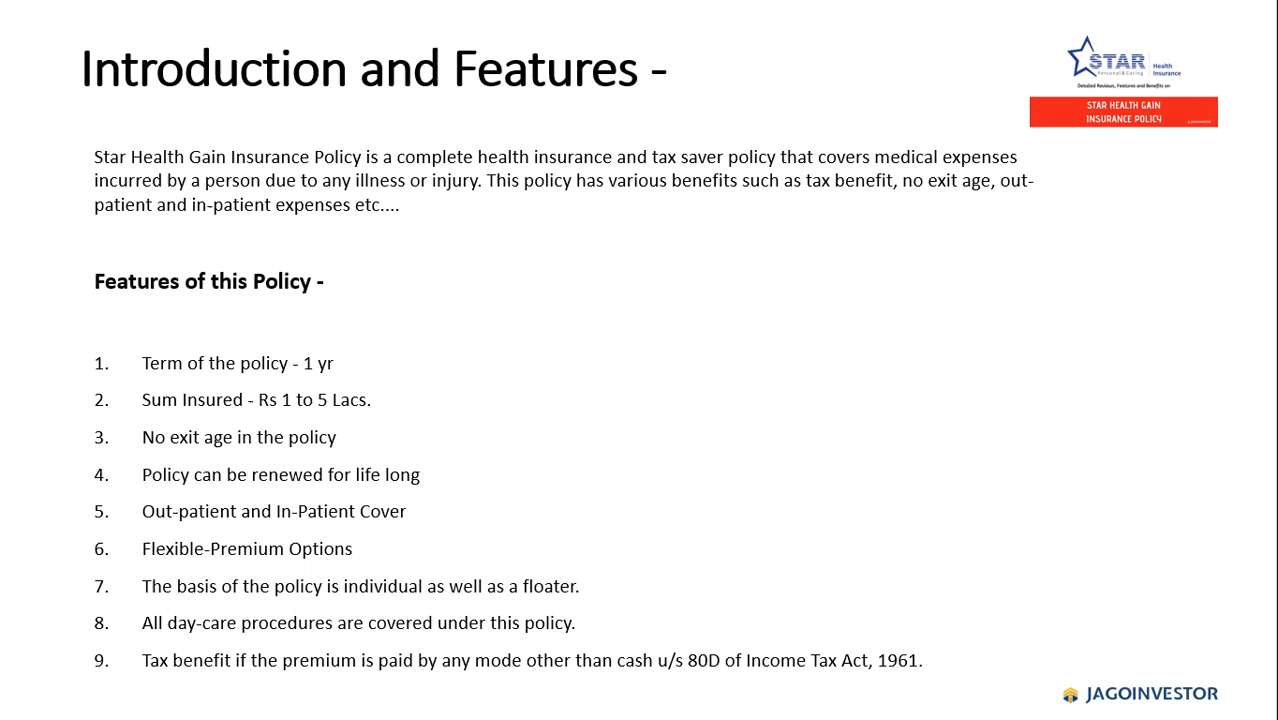 Introduction and Features -
STAR
Health
Personal & Caring
Insurance
Detailed Reviews, Features and Benefits on
STAR HEALTH GAIN
INSURANCE POLICY
Star Health Gain Insurance Policy is a complete health insurance and tax saver policy that covers medical expenses
incurred by a person due to any illness or injury. This policy has various benefits such as tax benefit, no exit age, out-
patient and in-patient expenses etc....
Features of this Policy -
1. Term of the policy - 1 yr
2. Sum Insured - Rs 1 to 5 Lacs.
3. No exit age in the policy
4. Policy can be renewed for life long
5. Out-patient and In-Patient Cover
6. Flexible-Premium Options
7. The basis of the policy is individual as well as a floater.
8. All day-care procedures are covered under this policy.
9. Tax benefit if the premium is paid by any mode other than cash u/s 80D of Income Tax Act, 1961.
JAGOINVESTOR